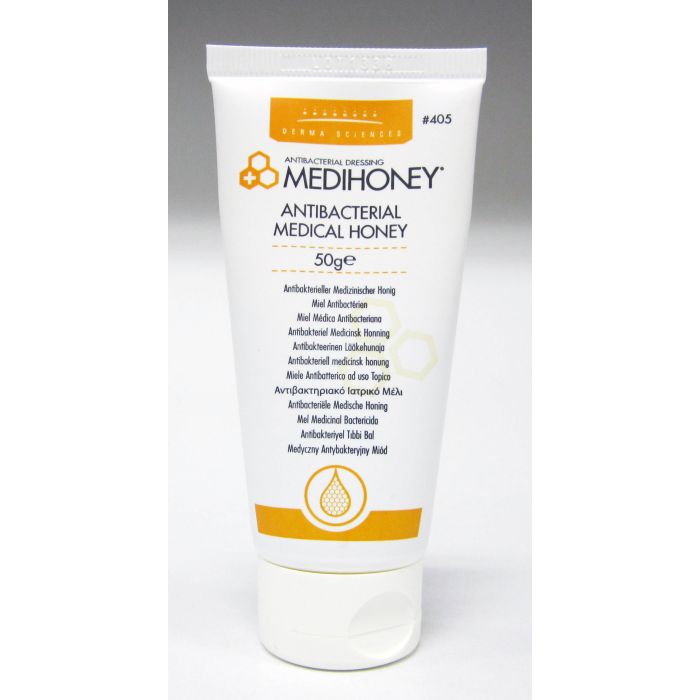 DERMA SCIENCES
#405
ANTIBACTERIAL DRESSING
MEDIHONEY®
ANTIBACTERIAL
MEDICAL HONEY
50g℮
Antibakterieller Medizinischer Honig
Miel Antibactérien
Miel Médica Antibacteriana
Antibakteriel Medicinsk Honning
Antibakteerinen Lääkehunaja
Antibakteriell medicinsk honung
Miele Antibatterico ad uso Topico
Αντιβακτηριακό Ιατρικό Μέλι
Antibacteriële Medische Honing
Mel Medicinal Bactericida
Antibakteriyel Tıbbi Bal
Medyczny Antybakteryjny Miód